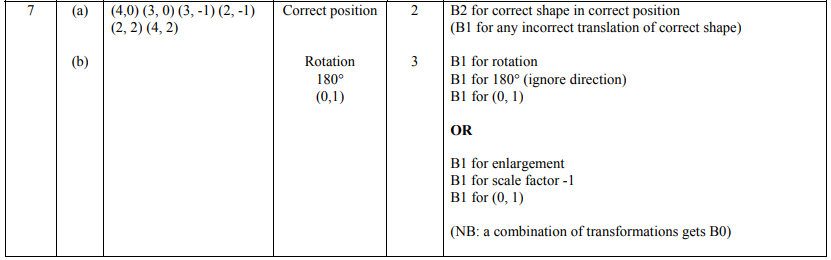 7 (a) (4,0) (3, 0) (3, -1) (2, -1) Correct position 2 B2 for correct shape in correct position
(2, 2) (4, 2) (B1 for any incorrect translation of correct shape)
(b) Rotation 3 B1 for rotation
180° B1 for 180° (ignore direction)
(0,1) B1 for (0, 1)
OR
B1 for enlargement
B1 for scale factor -1
B1 for (0, 1)
(NB: a combination of transformations gets B0)